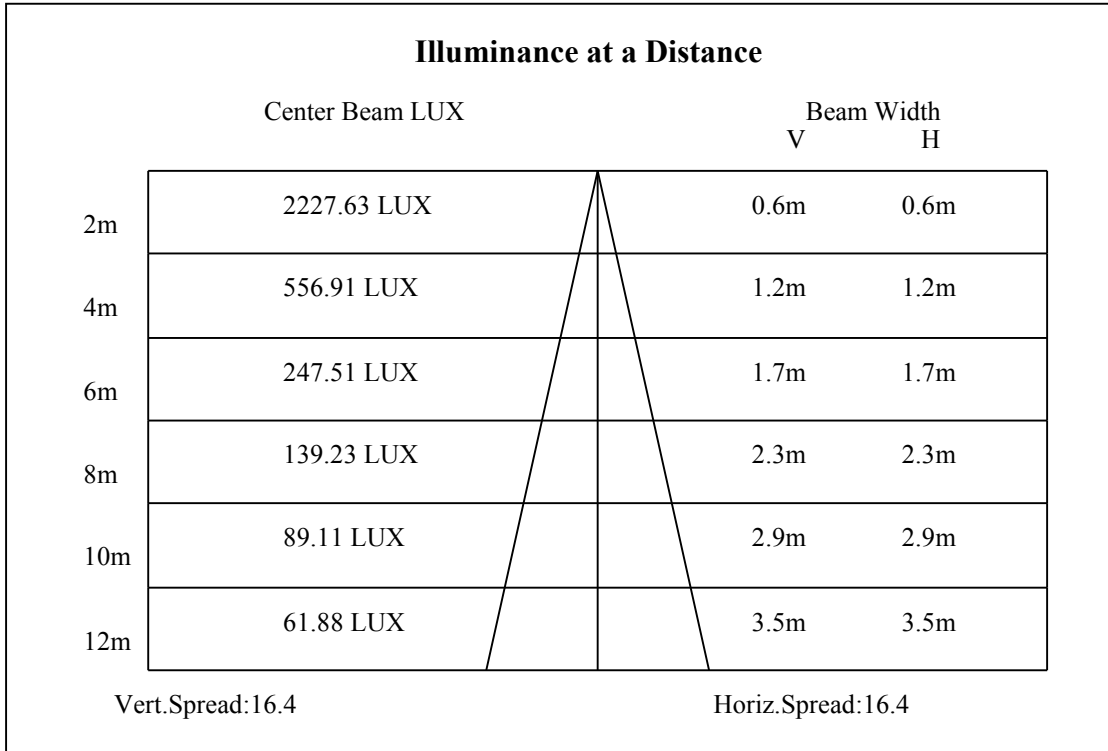 Illuminance at a Distance
Center Beam LUX Beam Width
V H
2m 2227.63 LUX 0.6m 0.6m
4m 556.91 LUX 1.2m 1.2m
6m 247.51 LUX 1.7m 1.7m
8m 139.23 LUX 2.3m 2.3m
10m 89.11 LUX 2.9m 2.9m
12m 61.88 LUX 3.5m 3.5m
Vert.Spread:16.4 Horiz.Spread:16.4